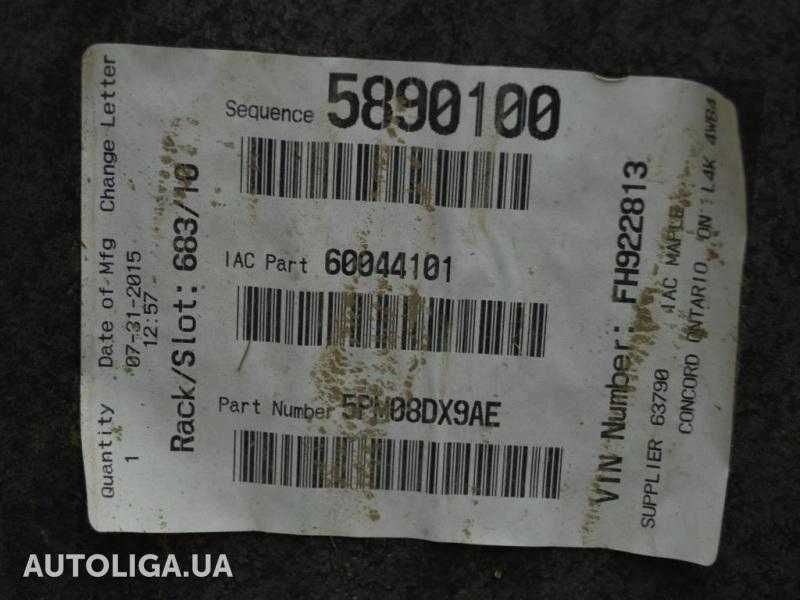 Change Letter
Date of Mfg
07-31-2015
12:57
Quantity
1
Rack/Slot: 683/10
Sequence 5890100
IAC Part 60044101
Part Number 5PM08DX9AE
VIN Number: FH922813
SUPPLIER 63790 IAC MAPLE
CONCORD ONTARIO, ON L4K 4W8
AUTOLIGA.UA